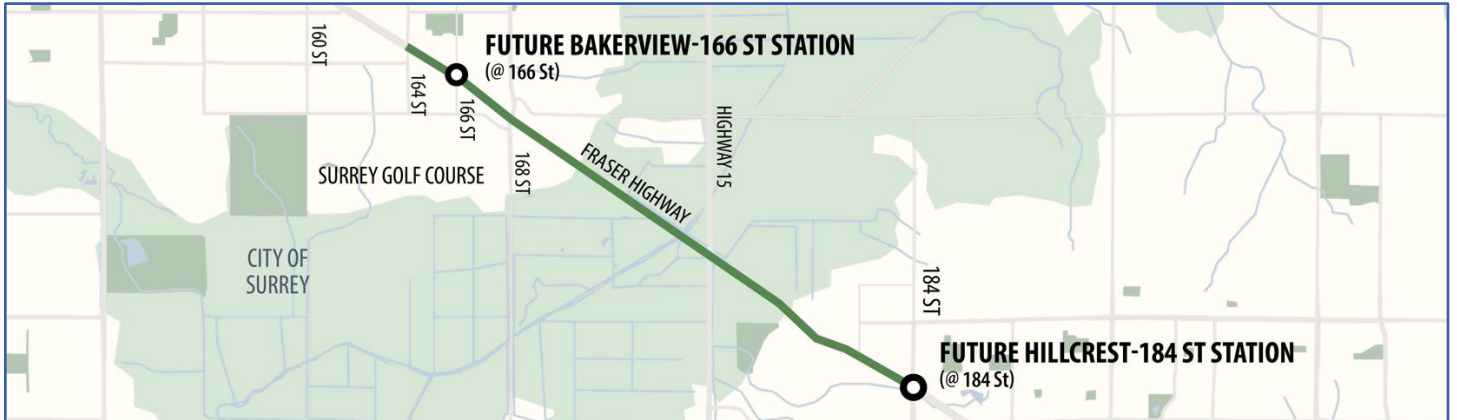 160 ST
FUTURE BAKERVIEW-166 ST STATION
(@ 166 St)
164 ST
166 ST
HIGHWAY 15
FRASER HIGHWAY
168 ST
SURREY GOLF COURSE
CITY OF
SURREY
184 ST
FUTURE HILLCREST-184 ST STATION
(@ 184 St)